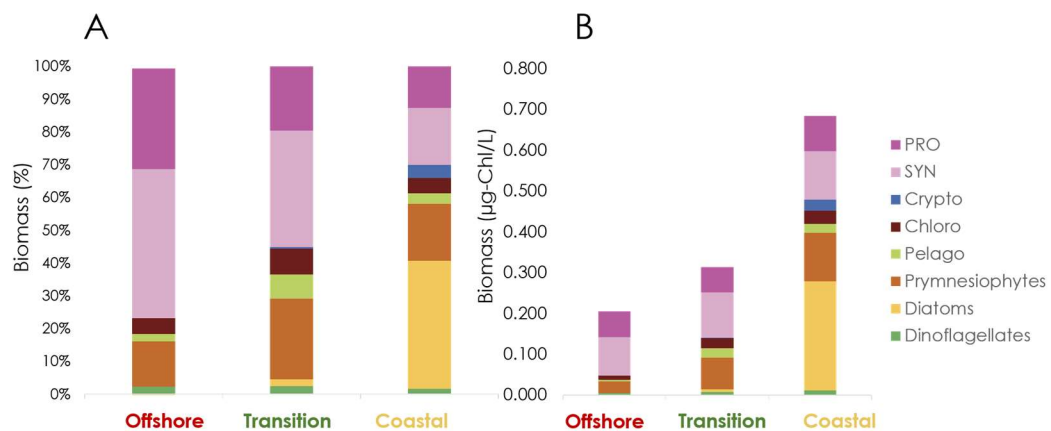 A
B
100%
90%
80%
70%
60%
50%
40%
30%
20%
10%
0%
Biomass (%)
Offshore
Transition
Coastal
0.800
0.700
0.600
0.500
0.400
0.300
0.200
0.100
0.000
Biomass (µg-Chl/L)
Offshore
Transition
Coastal
PRO
SYN
Crypto
Chloro
Pelago
Prymnesiophytes
Diatoms
Dinoflagellates